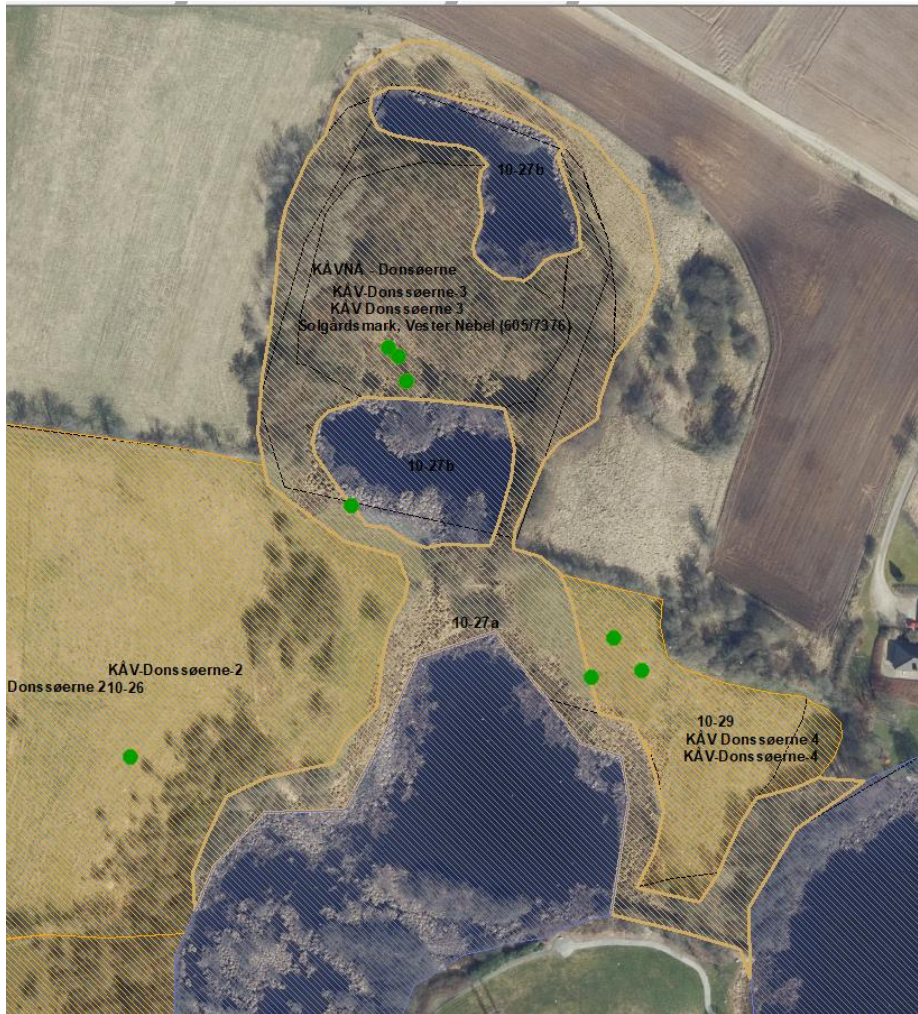 10-27b
KÅVNA - Donsøerne
KÅV-Donssøerne-3
KÅV Donssøerne 3
Solgårdsmark, Vester Nebel (605/7376)
10-27b
10-27a
KÅV-Donssøerne-2
Donssøerne 210-26
10-29
KÅV Donssøerne 4
KÅV-Donssøerne-4